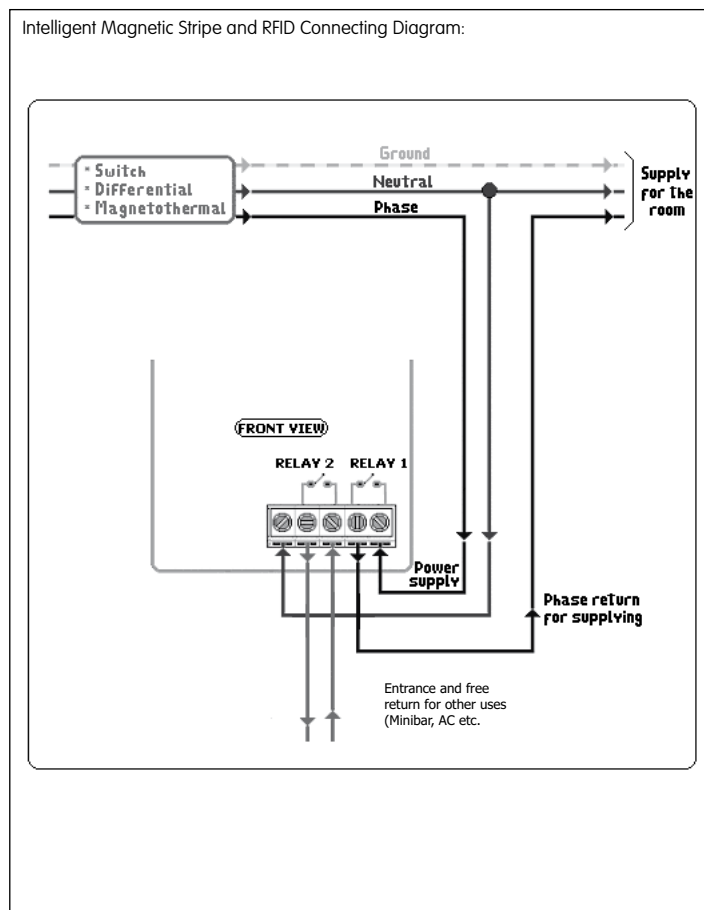 Intelligent Magnetic Stripe and RFID Connecting Diagram:
* Switch
* Differential
* Magnetothermal
Ground
Neutral
Phase
Supply
for the
room
FRONT VIEW
RELAY 2 RELAY 1
Power
supply
Phase return
for supplying
Entrance and free
return for other uses
(Minibar, AC etc.